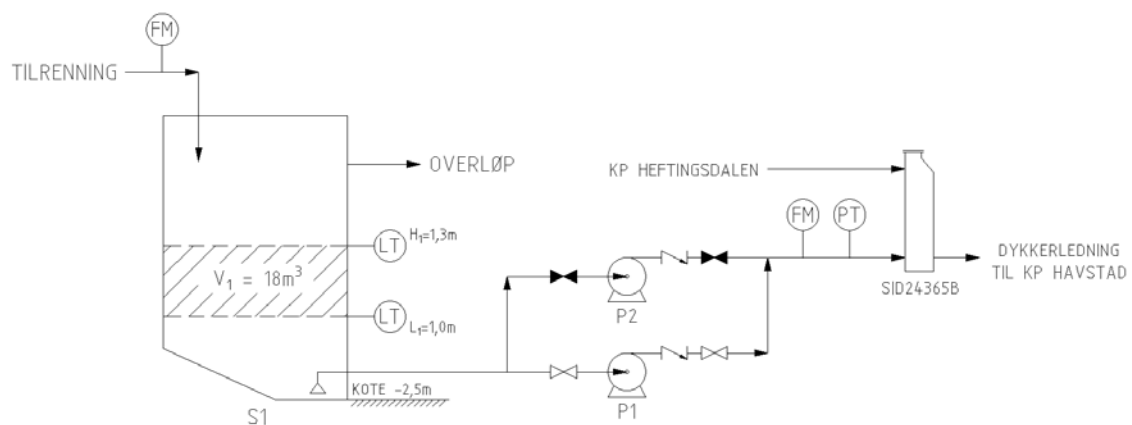 FM
TILRENNING
OVERLØP
KP HEFTINGSDALEN
LT H₁=1,3m
V₁ = 18m³
LT L₁=1,0m
FM PT
DYKKERLEDNING
TIL KP HAVSTAD
SID24365B
P2
KOTE -2,5m
S1
P1